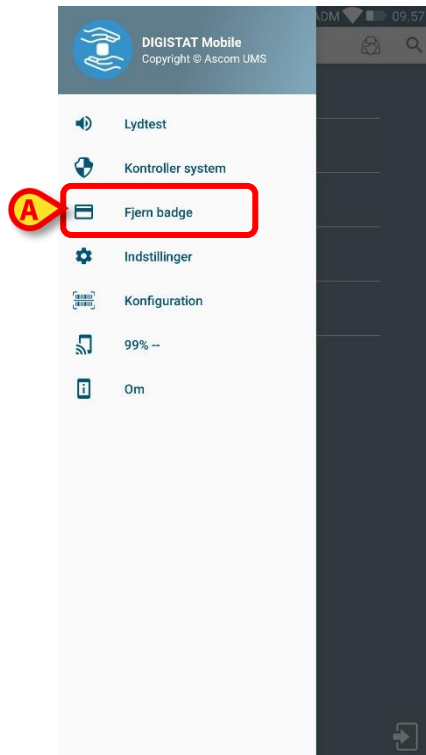 ADM 09.57
DIGISTAT Mobile
Copyright © Ascom UMS
Lydtest
Kontroller system
A
Fjern badge
Indstillinger
Konfiguration
99% --
Om